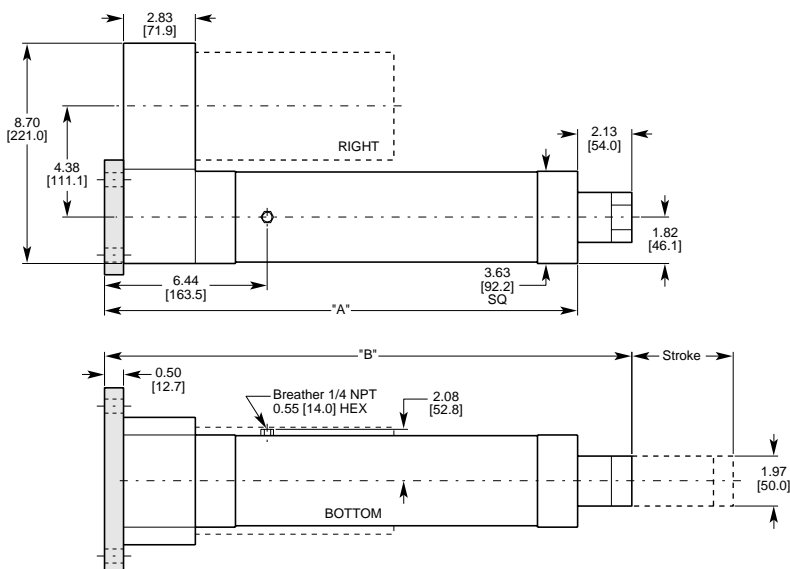 2.83
[71.9]
8.70
[221.0]
RIGHT
2.13
[54.0]
4.38
[111.1]
1.82
[46.1]
6.44
[163.5]
3.63
[92.2]
SQ
"A"
"B"
Stroke
0.50
[12.7]
Breather 1/4 NPT
0.55 [14.0] HEX
2.08
[52.8]
1.97
[50.0]
BOTTOM